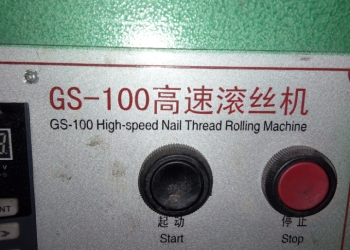 GS-100高速滚丝机
GS-100 High-speed Nail Thread Rolling Machine
起动
停止
Start
Stop